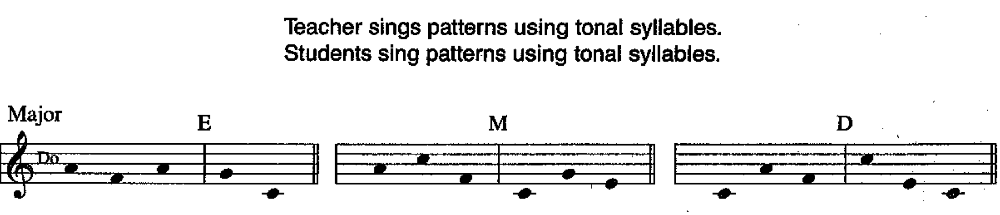 Teacher sings patterns using tonal syllables.
Students sing patterns using tonal syllables.
Major
E
M
D
Do